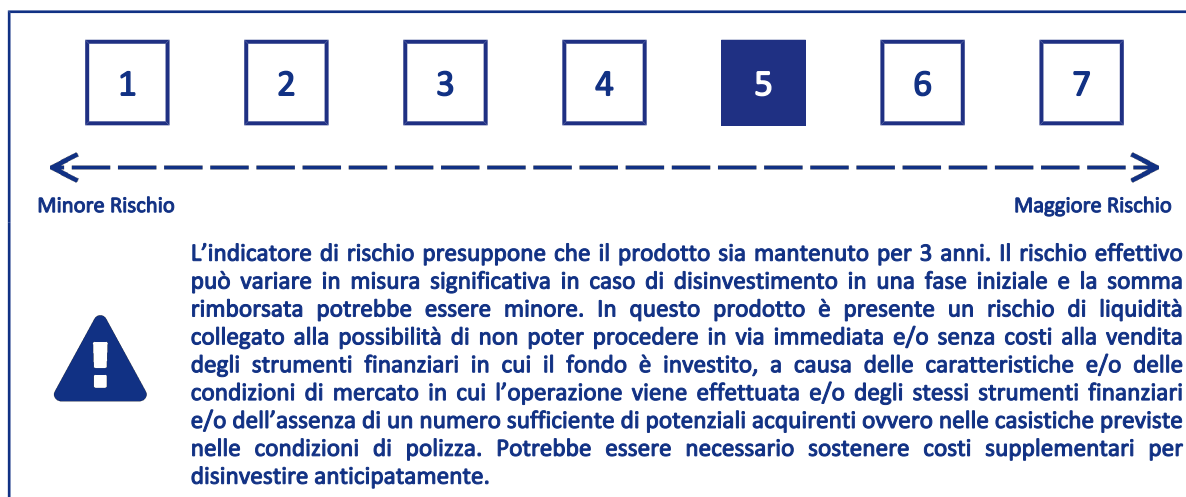 1 2 3 4 5 6 7
Minore Rischio Maggiore Rischio
L’indicatore di rischio presuppone che il prodotto sia mantenuto per 3 anni. Il rischio effettivo
può variare in misura significativa in caso di disinvestimento in una fase iniziale e la somma
rimborsata potrebbe essere minore. In questo prodotto è presente un rischio di liquidità
collegato alla possibilità di non poter procedere in via immediata e/o senza costi alla vendita
degli strumenti finanziari in cui il fondo è investito, a causa delle caratteristiche e/o delle
condizioni di mercato in cui l’operazione viene effettuata e/o degli stessi strumenti finanziari
e/o dell’assenza di un numero sufficiente di potenziali acquirenti ovvero nelle casistiche previste
nelle condizioni di polizza. Potrebbe essere necessario sostenere costi supplementari per
disinvestire anticipatamente.